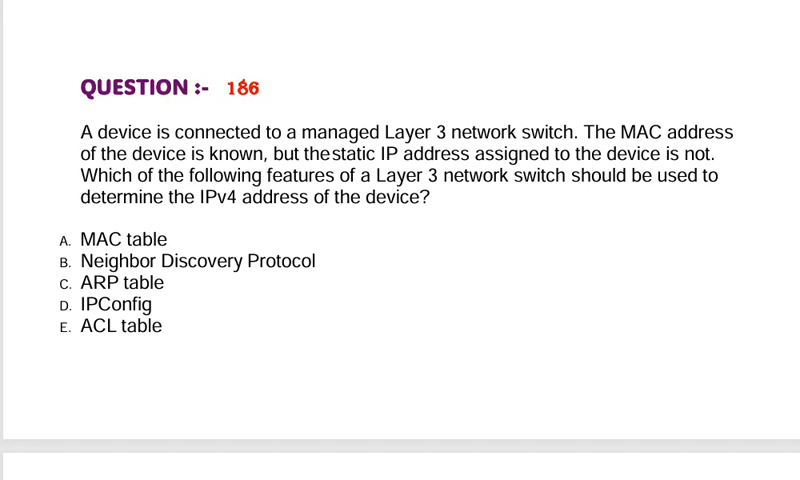 QUESTION :- 186
A device is connected to a managed Layer 3 network switch. The MAC address
of the device is known, but the static IP address assigned to the device is not.
Which of the following features of a Layer 3 network switch should be used to
determine the IPv4 address of the device?
A. MAC table
B. Neighbor Discovery Protocol
C. ARP table
D. IPConfig
E. ACL table